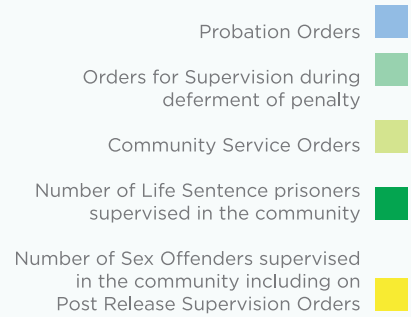 Probation Orders
Orders for Supervision during
deferment of penalty
Community Service Orders
Number of Life Sentence prisoners
supervised in the community
Number of Sex Offenders supervised
in the community including on
Post Release Supervision Orders